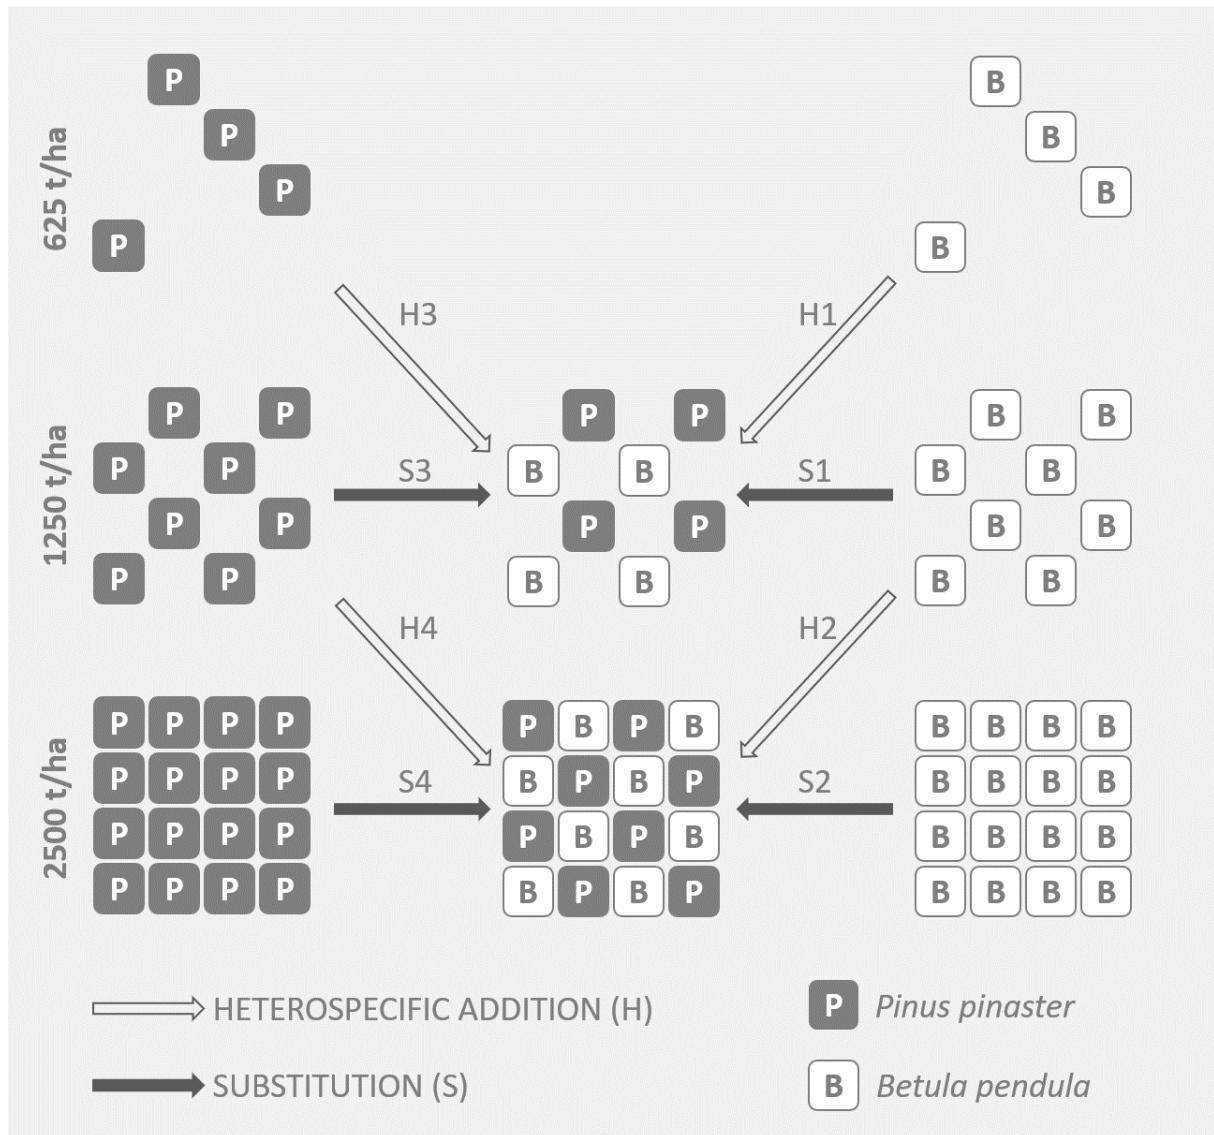 P B
P B
P B
P B
625 t/ha
H3 H1
P P P P B B
P P B B B B
P P P P B B
P P B B B B
1250 t/ha
S3 S1
H4 H2
P P P P P B P B B B B B
P P P P B P B P B B B B
P P P P P B P B B B B B
P P P P B P B P B B B B
2500 t/ha
S4 S2
HETEROSPECIFIC ADDITION (H)
P Pinus pinaster
SUBSTITUTION (S)
B Betula pendula